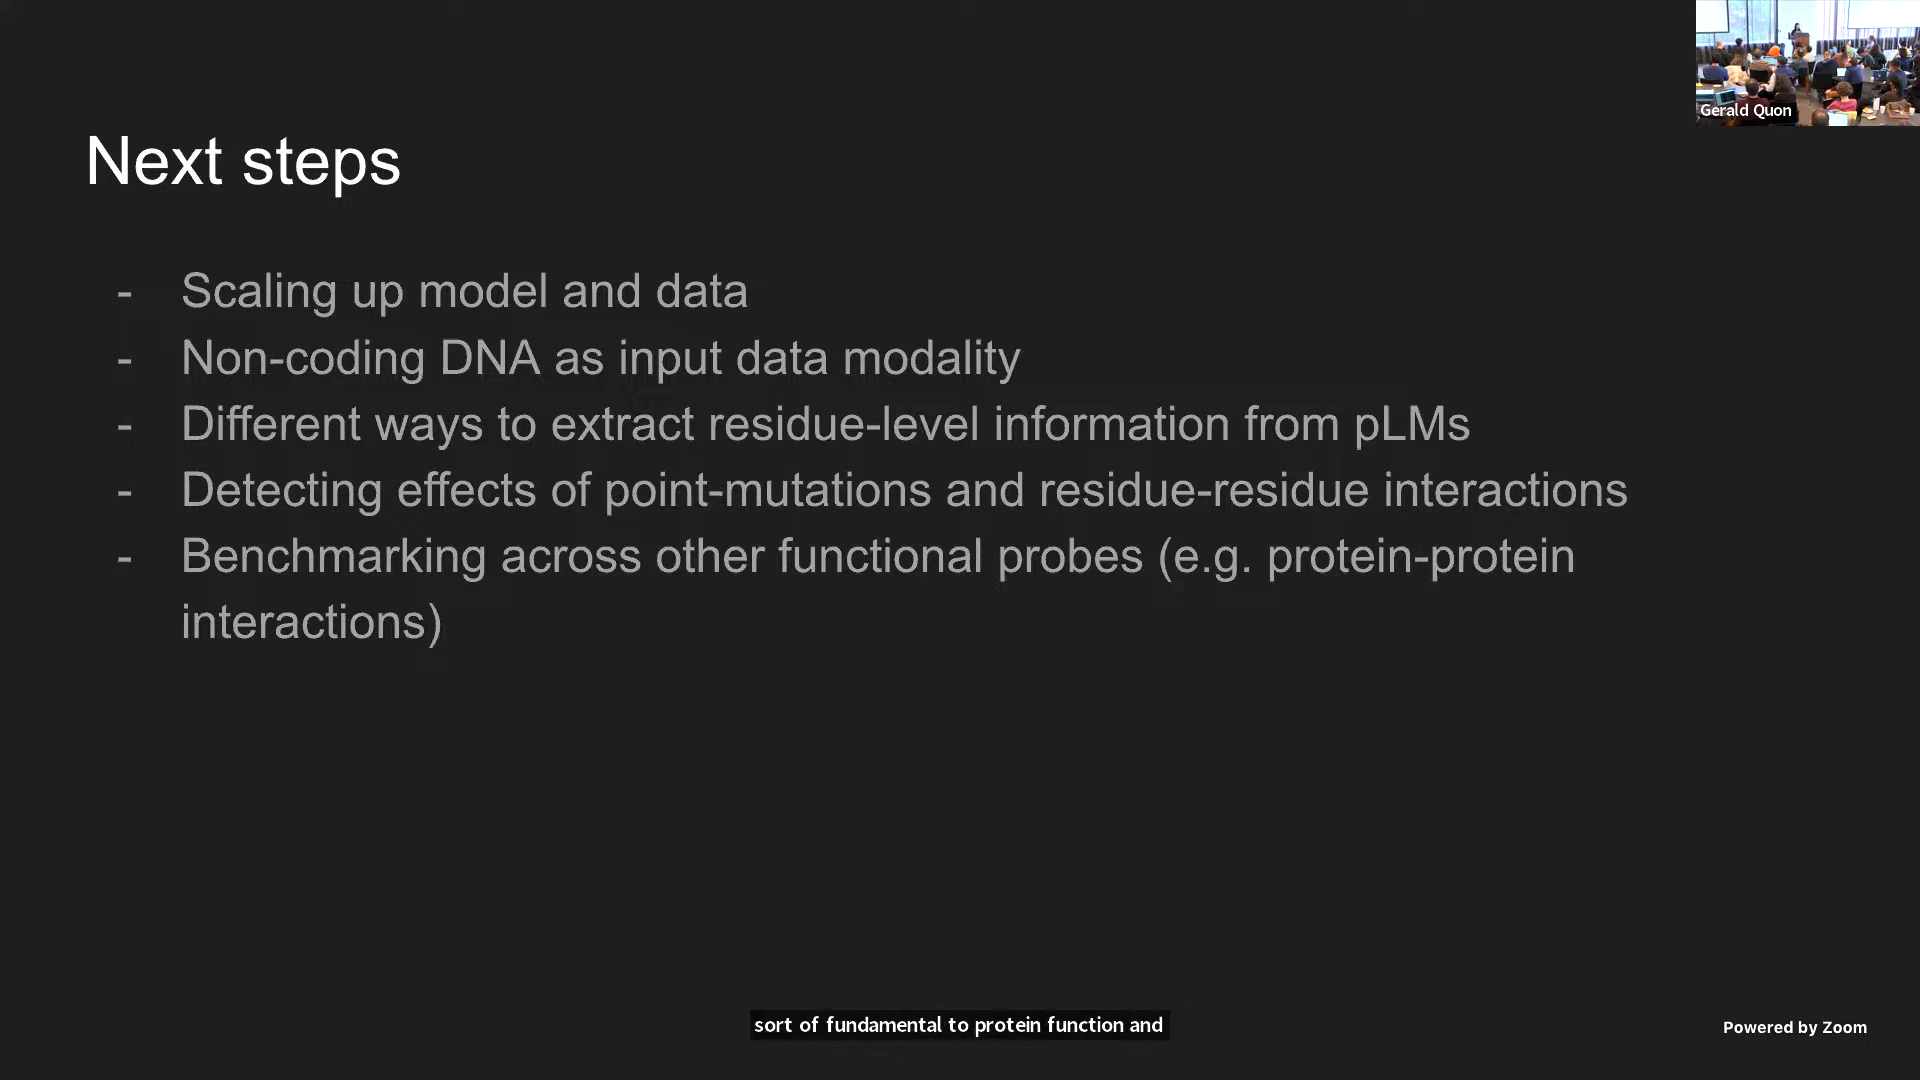 Gerald Quon
Next steps
- Scaling up model and data
- Non-coding DNA as input data modality
- Different ways to extract residue-level information from pLMs
- Detecting effects of point-mutations and residue-residue interactions
- Benchmarking across other functional probes (e.g. protein-protein
interactions)
sort of fundamental to protein function and
Powered by Zoom